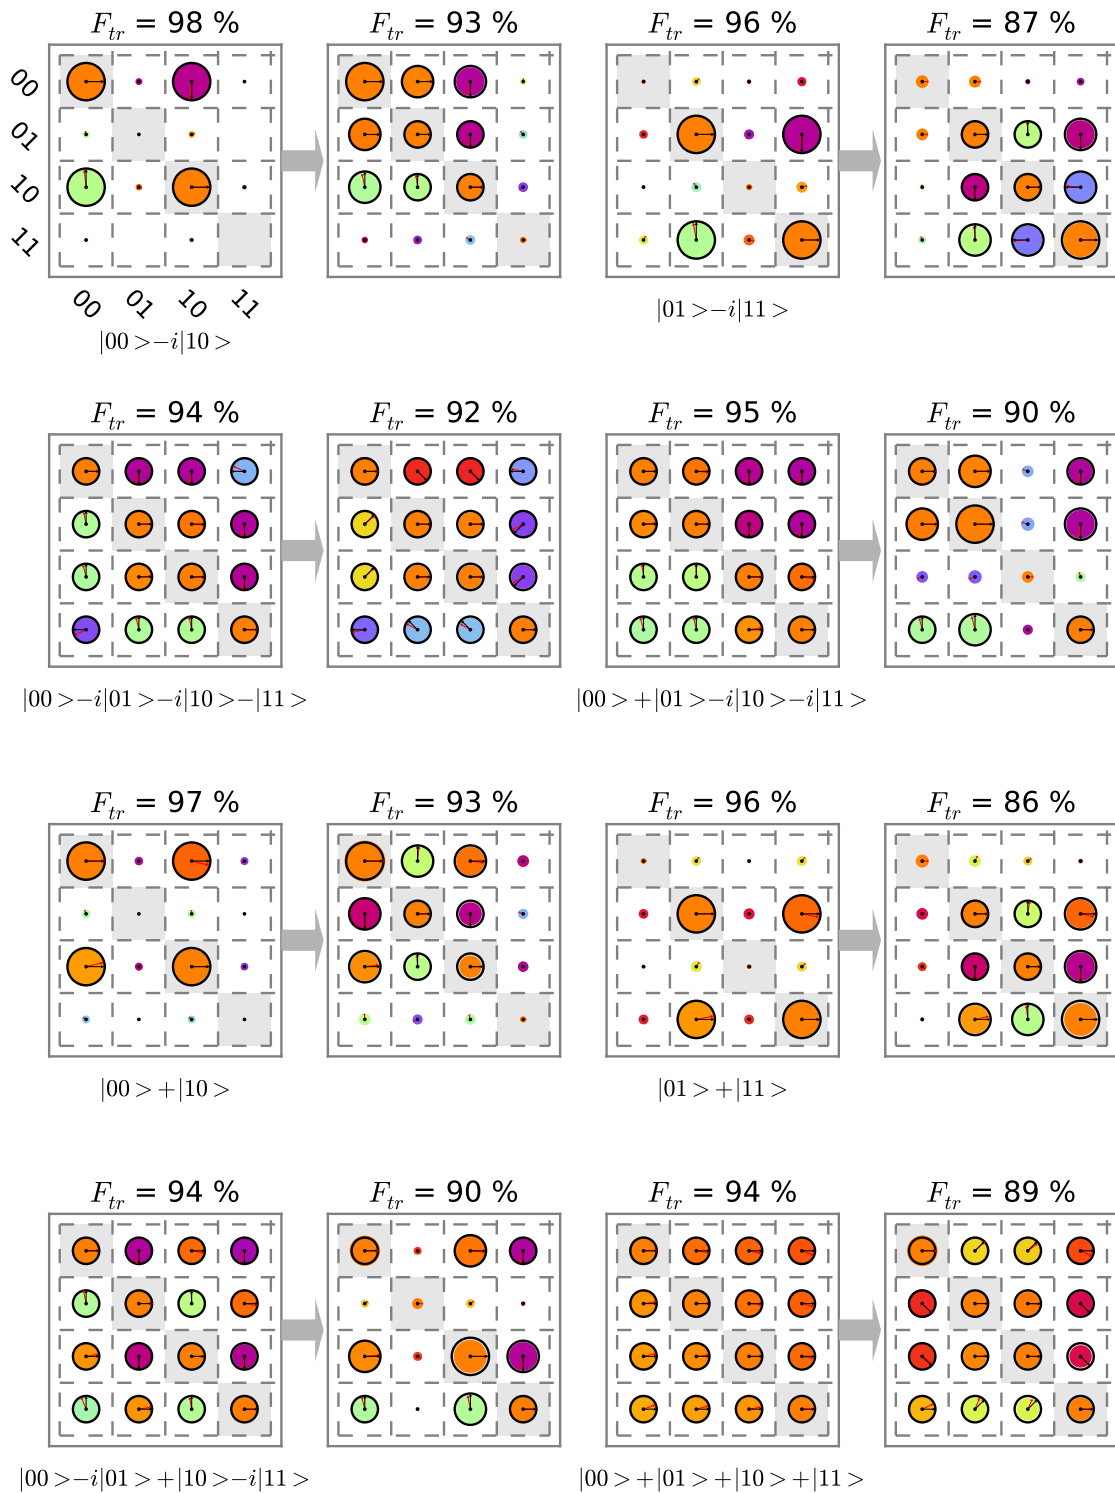 F_tr = 98 %  93 %  96 %  87 %
00
01
10
11
00 01 10 11
|01>−i|11>
|00>−i|10>
F_tr = 94 %  F_tr = 92 %  F_tr = 95 %  F_tr = 90 %
|00>−i|01>−i|10>−|11>  |00>+|01>−i|10>−i|11>
F_tr = 97 %  F_tr = 93 %  F_tr = 96 %  F_tr = 86 %
|00>+|10>  |01>+|11>
F_tr = 94 %  F_tr = 90 %  F_tr = 94 %  F_tr = 89 %
|00>−i|01>+|10>−i|11>  |00>+|01>+|10>+|11>